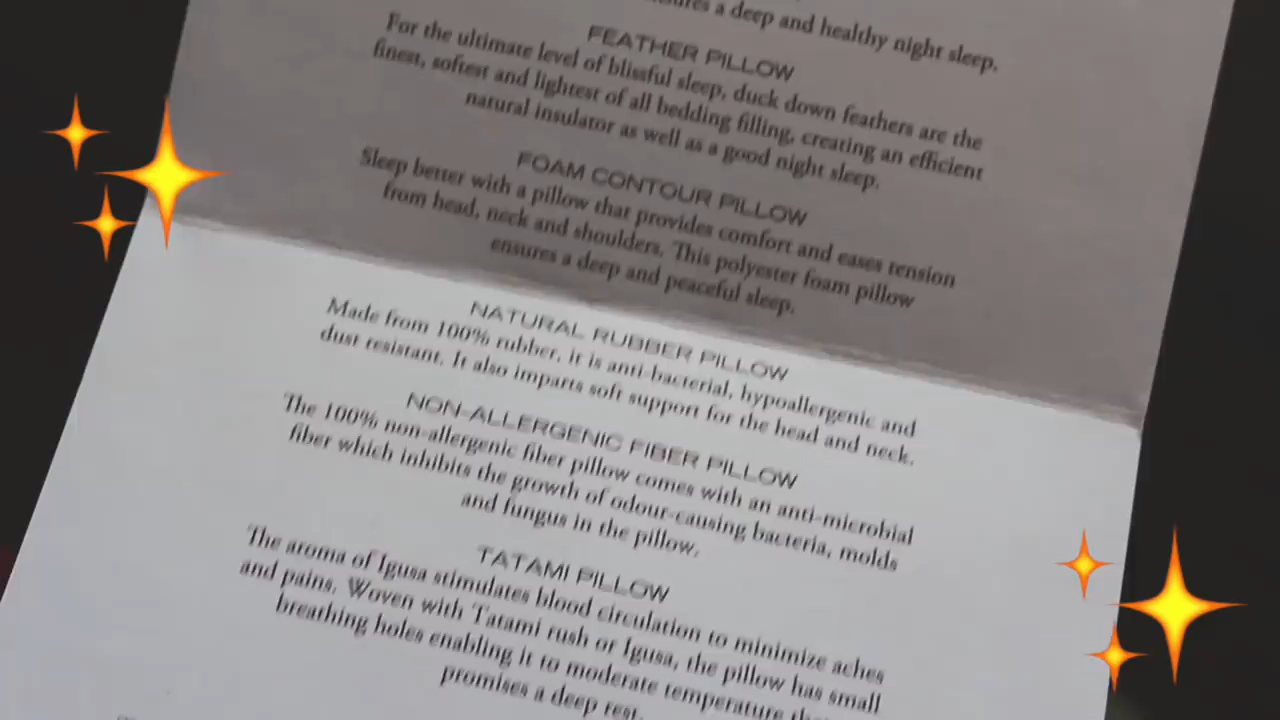 ensures a deep and healthy night sleep.
FEATHER PILLOW
For the ultimate level of blissful sleep, duck down feathers are the
finest, softest and lightest of all bedding filling, creating an efficient
natural insulator as well as a good night sleep.
FOAM CONTOUR PILLOW
Sleep better with a pillow that provides comfort and eases tension
from head, neck and shoulders. This polyester foam pillow
ensures a deep and peaceful sleep.
NATURAL RUBBER PILLOW
Made from 100% rubber, it is anti-bacterial, hypoallergenic and
dust resistant. It also imparts soft support for the head and neck.
NON-ALLERGENIC FIBER PILLOW
The 100% non-allergenic fiber pillow comes with an anti-microbial
fiber which inhibits the growth of odour-causing bacteria, molds
and fungus in the pillow.
TATAMI PILLOW
The aroma of Igusa stimulates blood circulation to minimize aches
and pains. Woven with Tatami rush or Igusa, the pillow has small
breathing holes enabling it to moderate temperature
promises a deep rest.